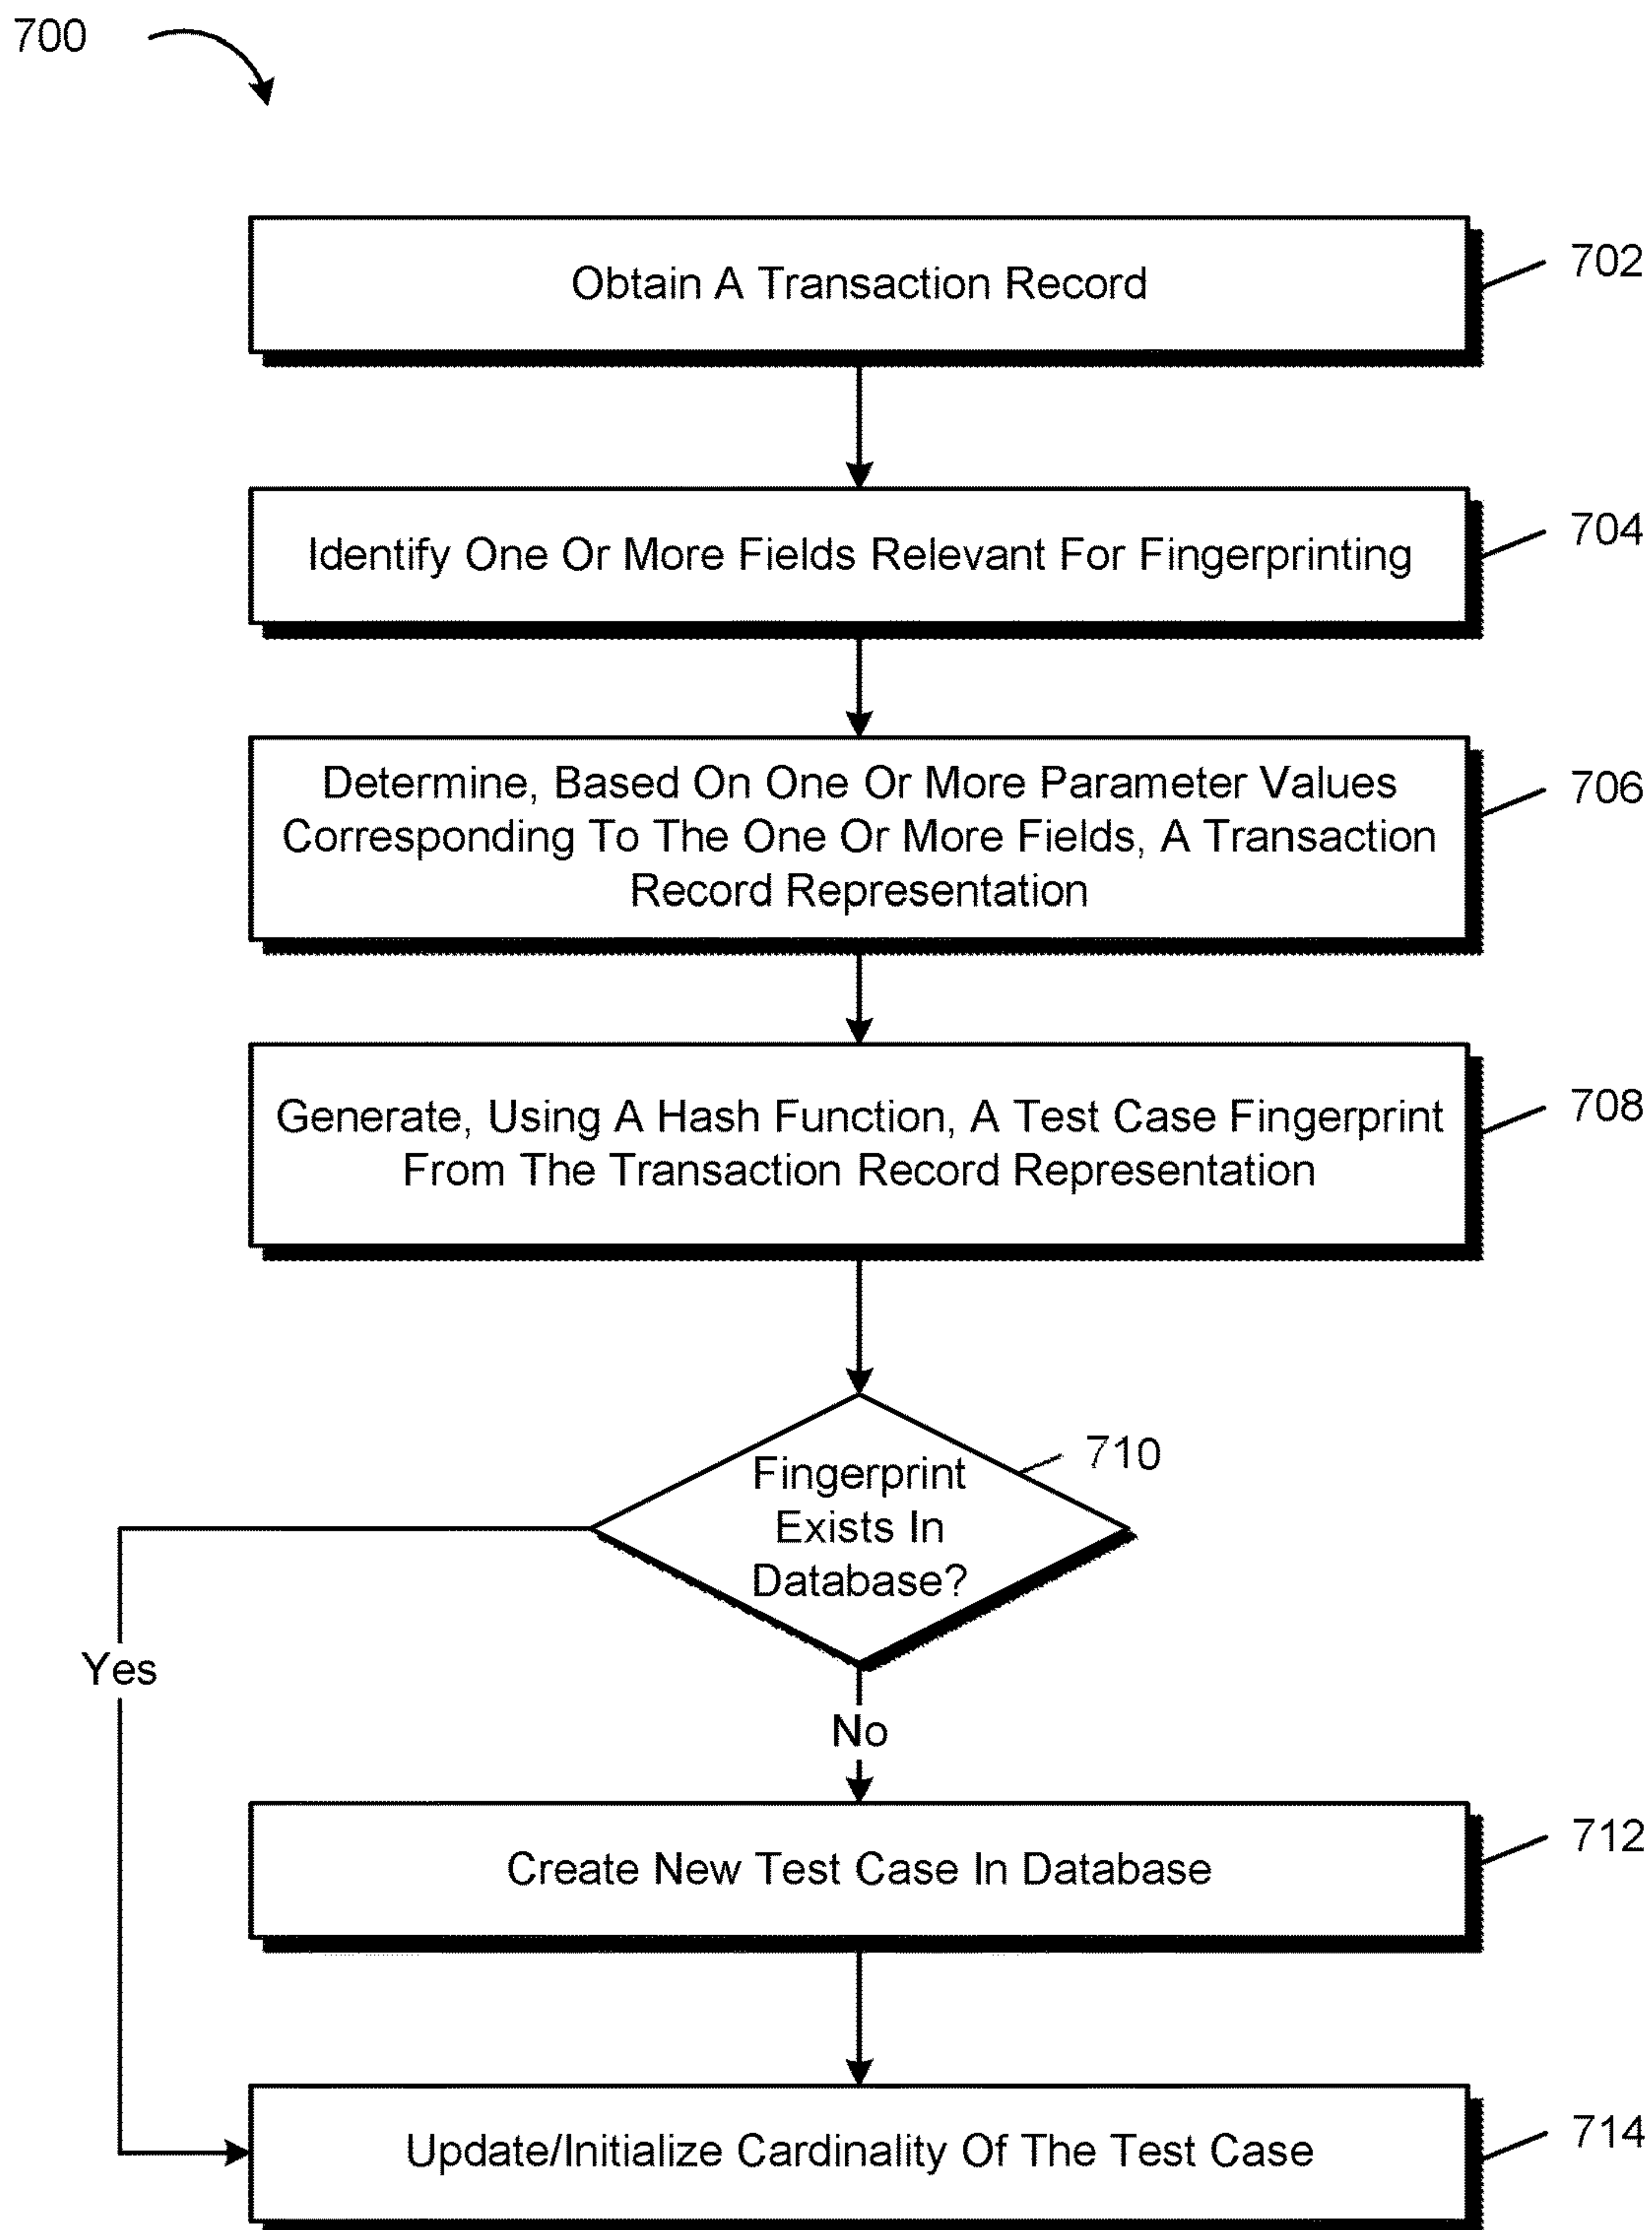 700
Obtain A Transaction Record
702
Identify One Or More Fields Relevant For Fingerprinting
704
Determine, Based On One Or More Parameter Values
Corresponding To The One Or More Fields, A Transaction
Record Representation
706
Generate, Using A Hash Function, A Test Case Fingerprint
From The Transaction Record Representation
708
Fingerprint
Exists In
Database?
710
Yes
No
Create New Test Case In Database
712
Update/Initialize Cardinality Of The Test Case
714